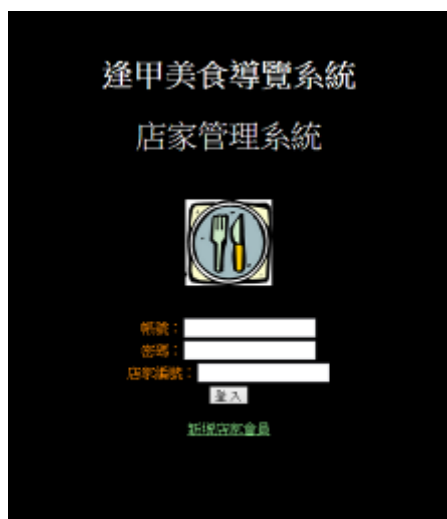 逢甲美食導覽系統
店家管理系統
帳號：
密碼：
店家編號：
登入
新增店家會員